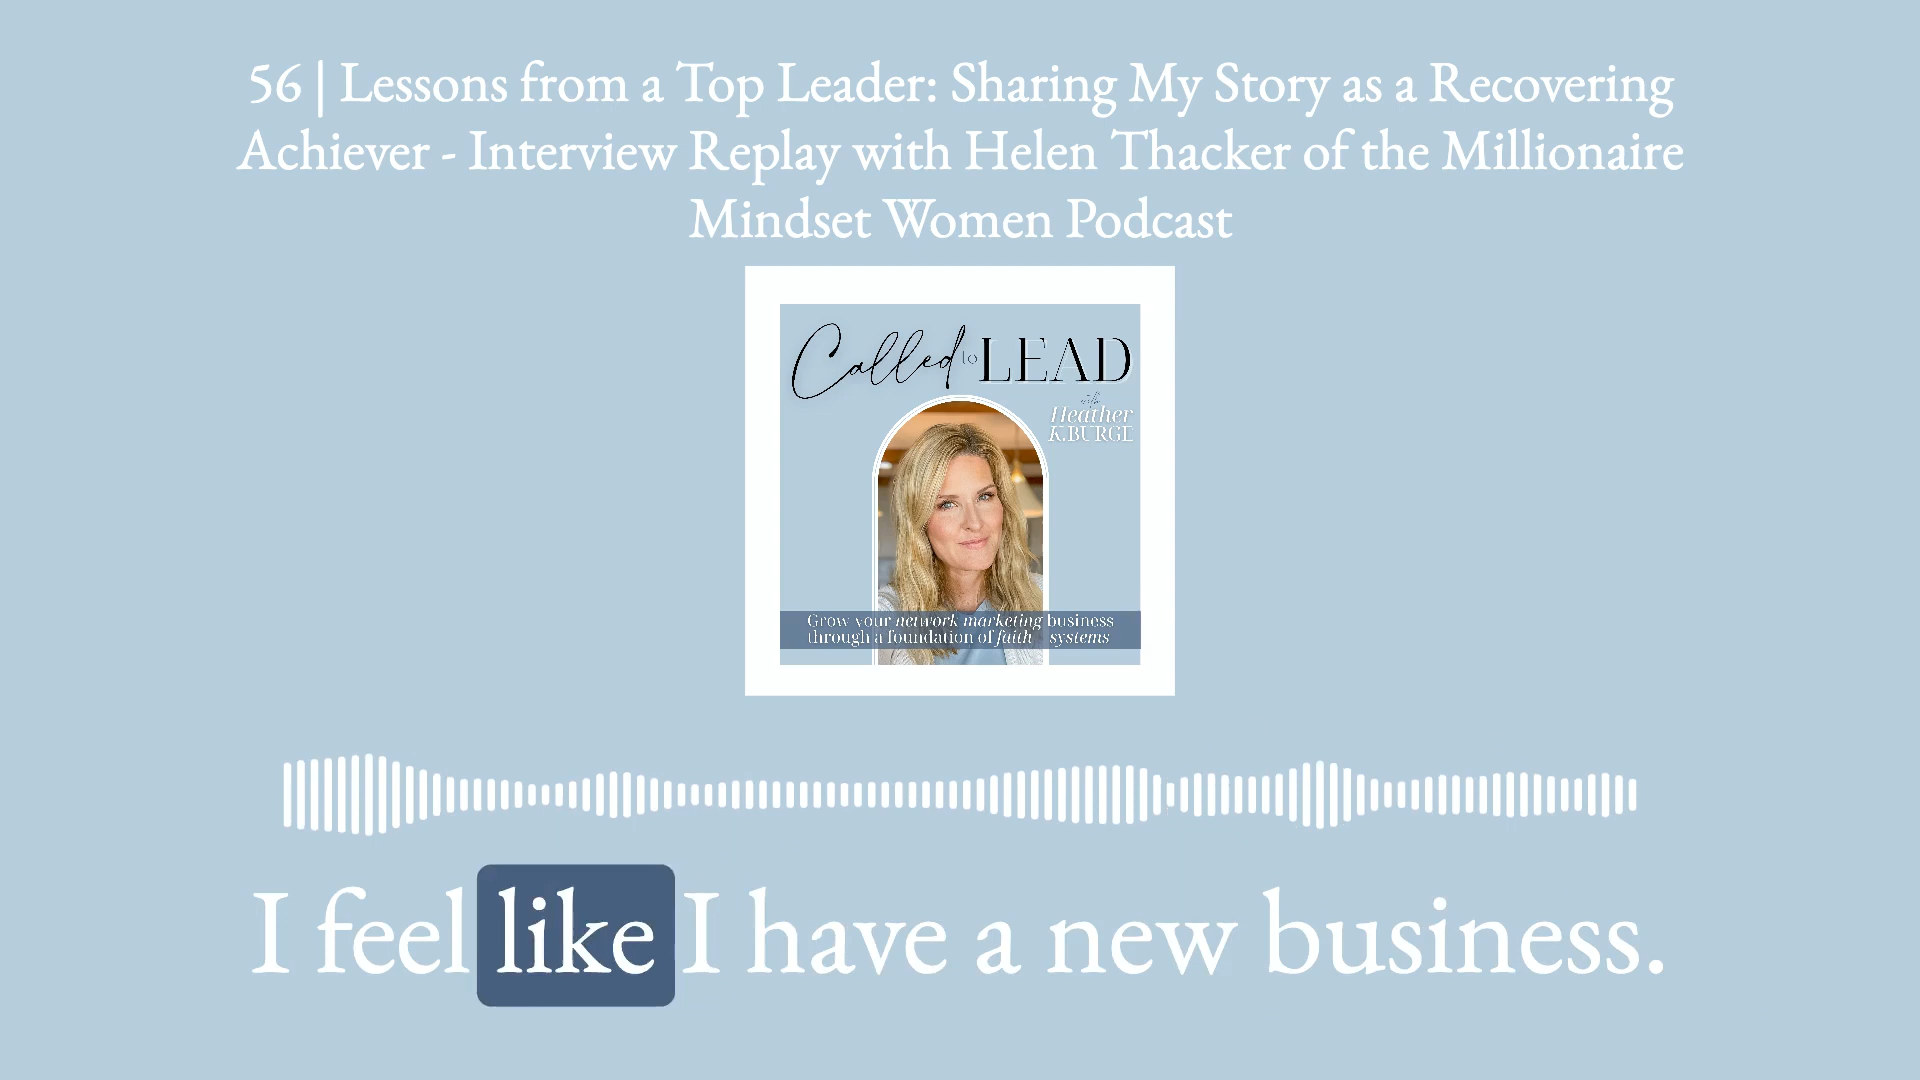 56 | Lessons from a Top Leader: Sharing My Story as a Recovering
Achiever - Interview Replay with Helen Thacker of the Millionaire
Mindset Women Podcast
Called to LEAD
with
Heather
K.BURGE
Grow your network marketing business
through a foundation of faith systems
I feel like I have a new business.